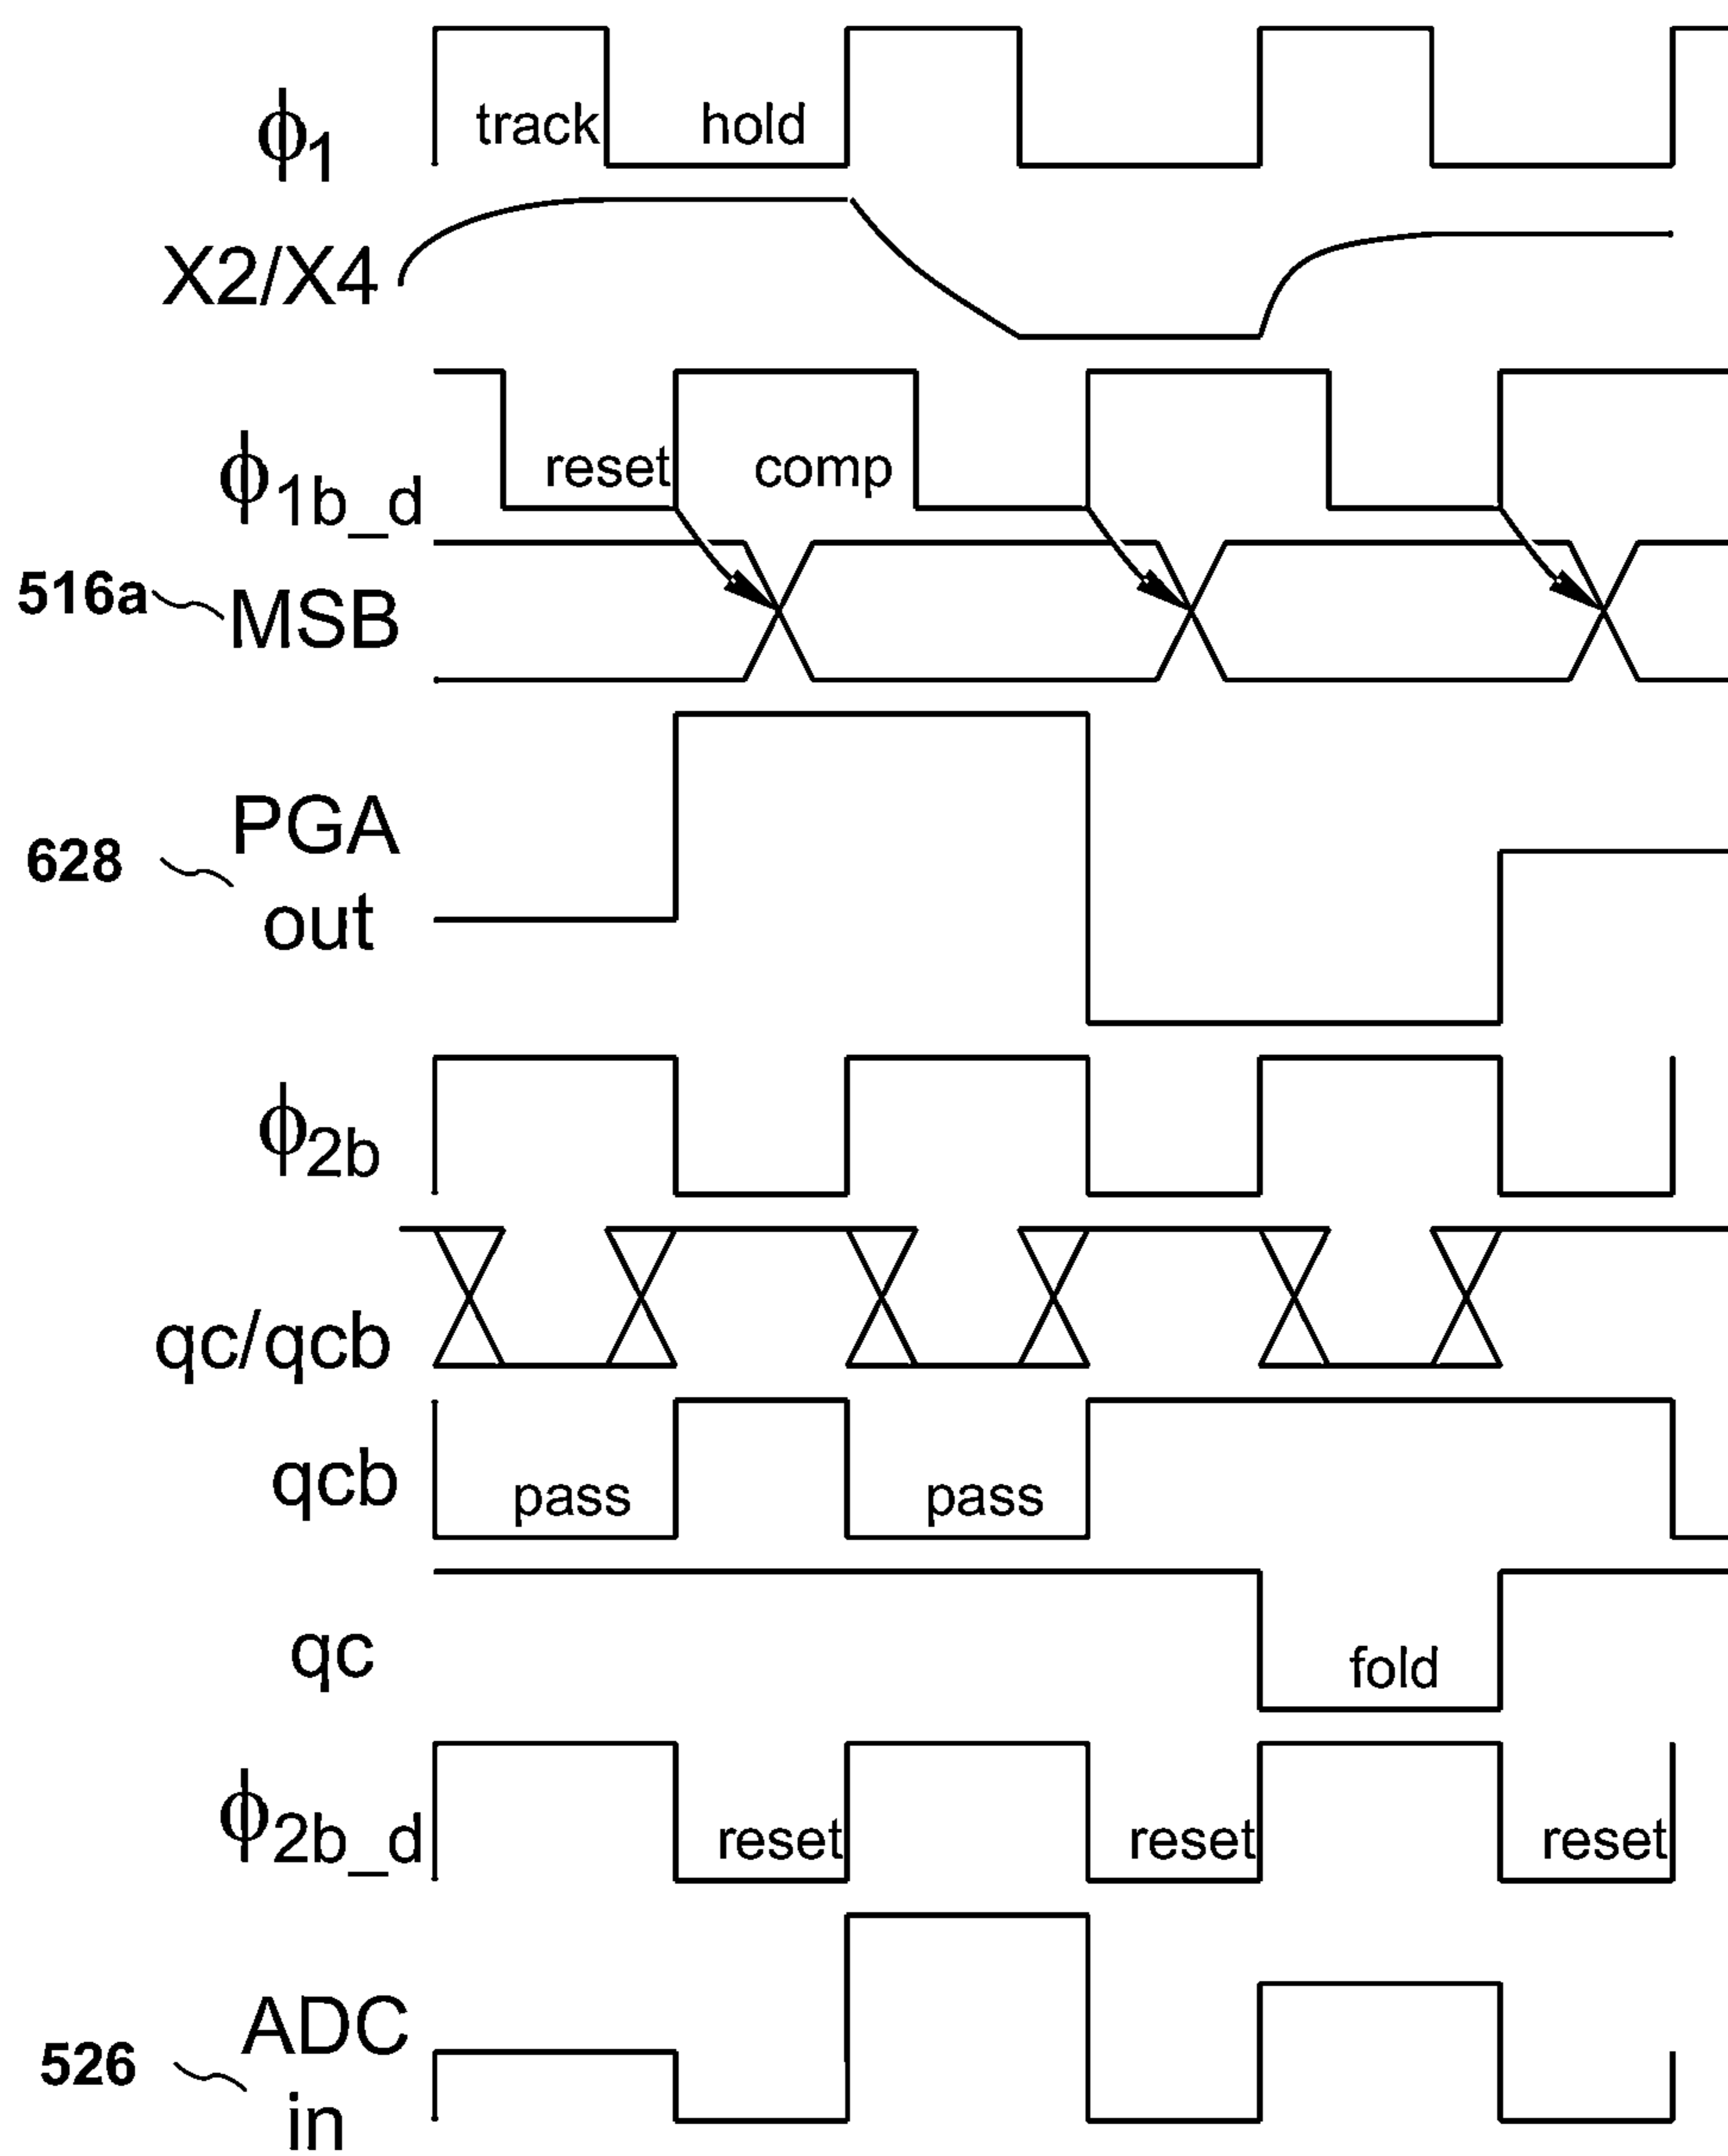 track hold
ϕ1
X2/X4
reset comp
ϕ1b_d
516a MSB
PGA
628
out
ϕ2b
qc/qcb
qcb pass pass
qc fold
ϕ2b_d reset reset reset
ADC
526
in